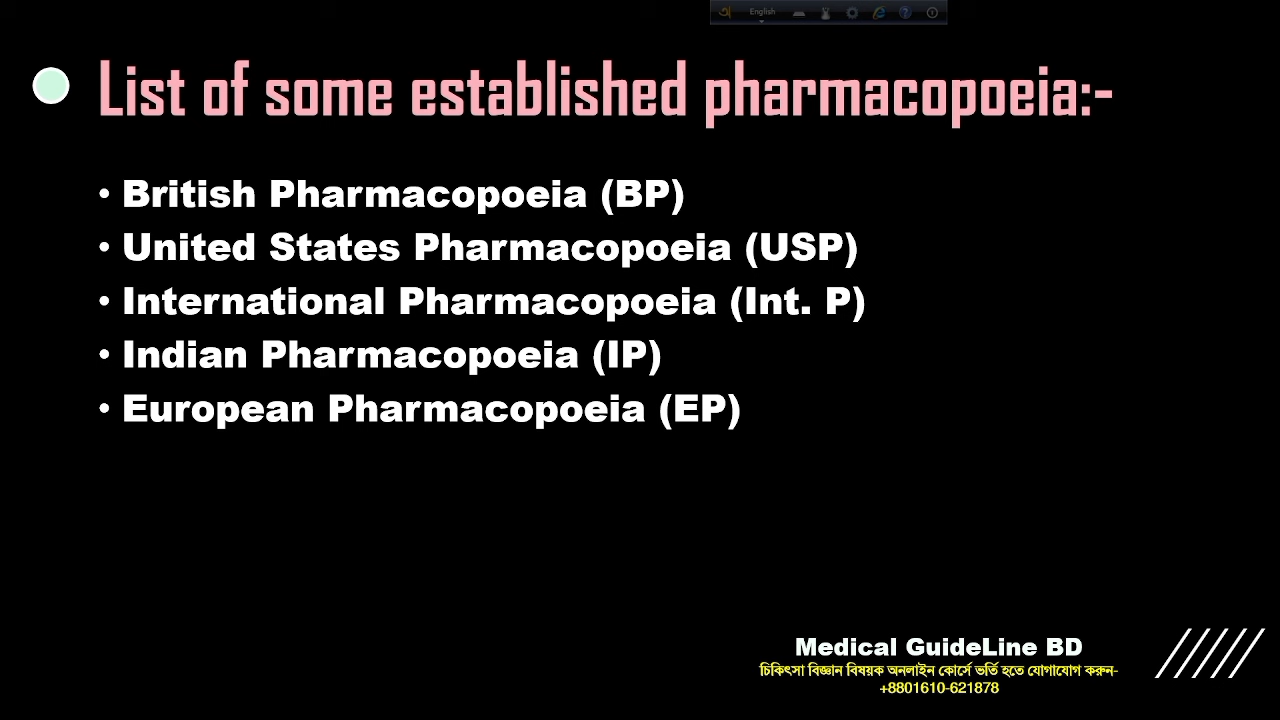 English
List of some established pharmacopoeia:-
• British Pharmacopoeia (BP)
• United States Pharmacopoeia (USP)
• International Pharmacopoeia (Int. P)
• Indian Pharmacopoeia (IP)
• European Pharmacopoeia (EP)
Medical GuideLine BD
চিকিৎসা বিজ্ঞান বিষয়ক অনলাইন কোর্সে ভর্তি হতে যোগাযোগ করুন-
+8801610-621878